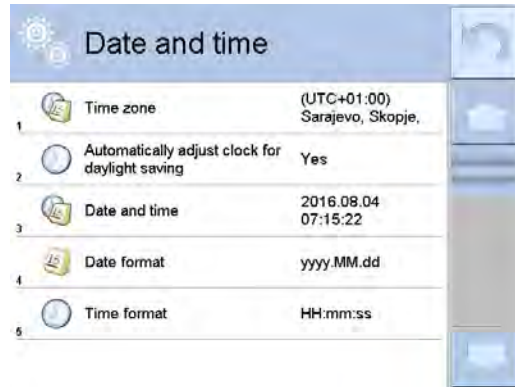 Date and time
1 Time zone (UTC+01:00)
Sarajevo, Skopje,
2 Automatically adjust clock for
daylight saving Yes
3 Date and time 2016.08.04
07:15:22
4 Date format yyyy.MM.dd
5 Time format HH:mm:ss